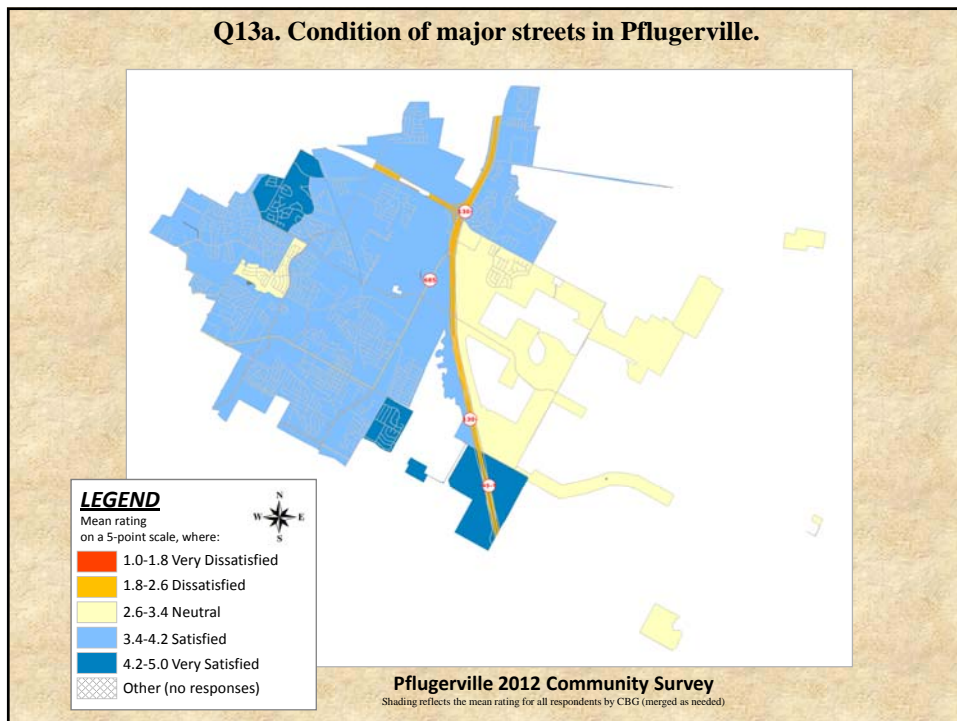 Q13a. Condition of major streets in Pflugerville.
130
685
LEGEND
Mean rating
on a 5-point scale, where:
N
W E
S
1.0-1.8 Very Dissatisfied
1.8-2.6 Dissatisfied
2.6-3.4 Neutral
3.4-4.2 Satisfied
4.2-5.0 Very Satisfied
Other (no responses)
Pflugerville 2012 Community Survey
Shading reflects the mean rating for all respondents by CBG (merged as needed)